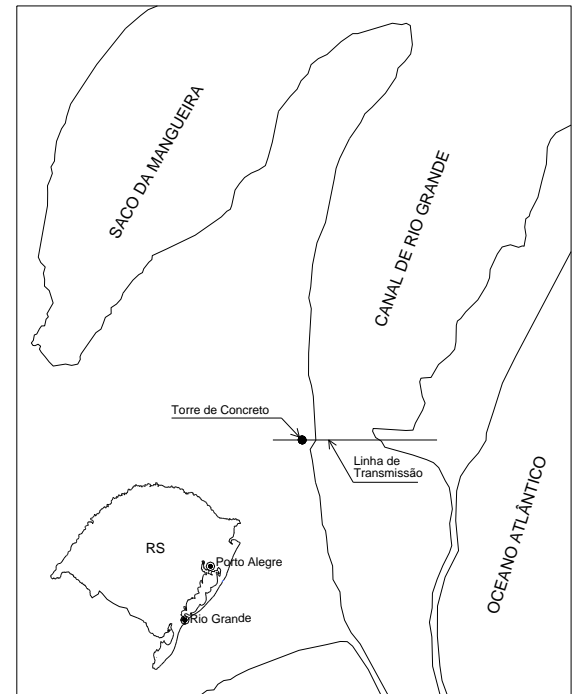 SACO DA MANGUEIRA
CANAL DE RIO GRANDE
Torre de Concreto
Linha de
Transmissão
OCEANO ATLÂNTICO
RS
Porto Alegre
Rio Grande